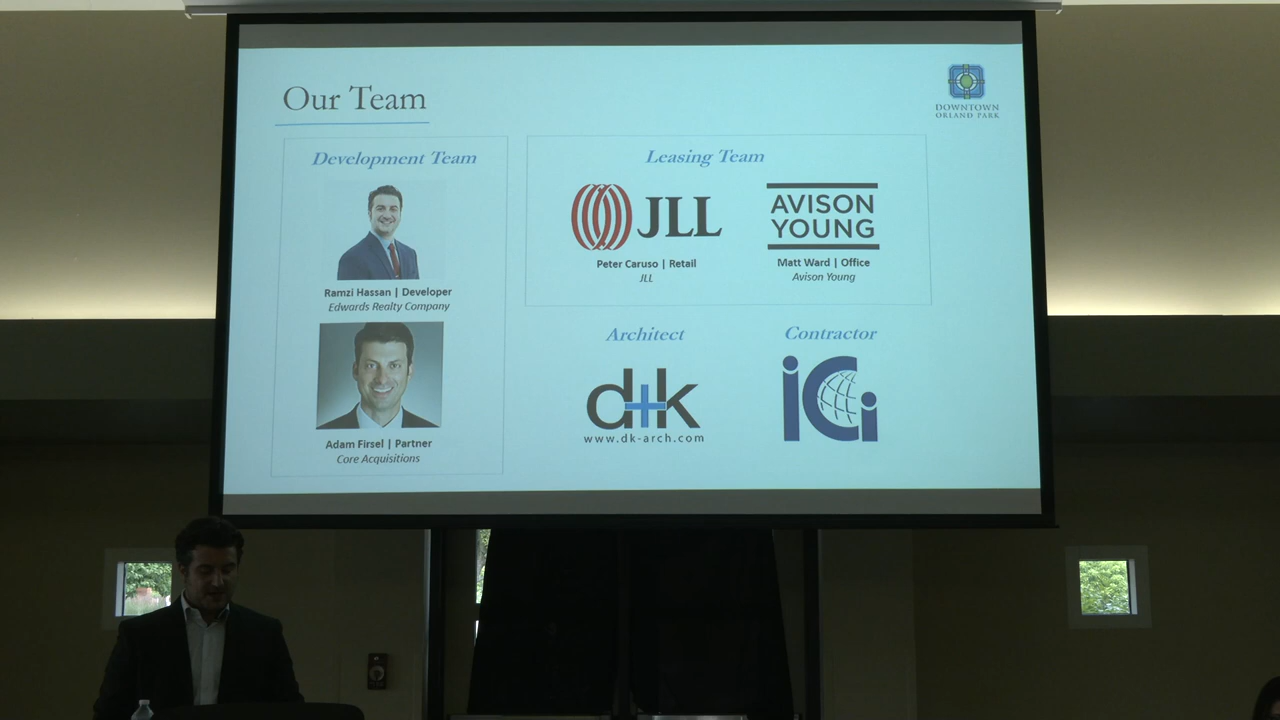 Our Team
DOWNTOWN
ORLAND PARK
Development Team
Ramzi Hassan | Developer
Edwards Realty Company
Adam Firsel | Partner
Core Acquisitions
Leasing Team
JLL
Peter Caruso | Retail
JLL
AVISON
YOUNG
Matt Ward | Office
Avison Young
Architect
d+k
www.dk-arch.com
Contractor
iCi